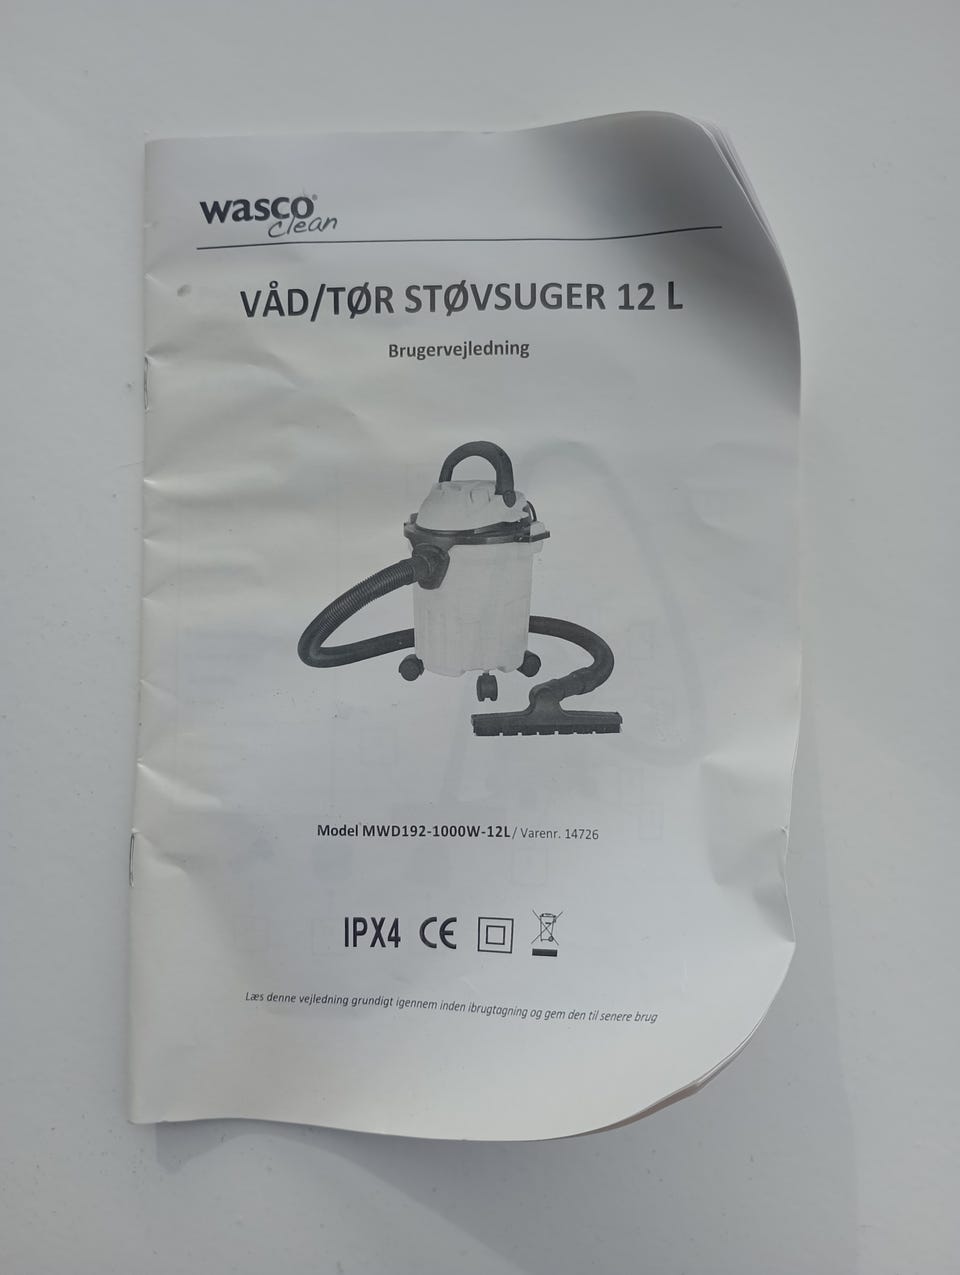 wasco®
clean
VÅD/TØR STØVSUGER 12 L
Brugervejledning
Model MWD192-1000W-12L/ Varenr. 14726
IPX4 CE
Læs denne vejledning grundigt igennem inden ibrugtagning og gem den til senere brug